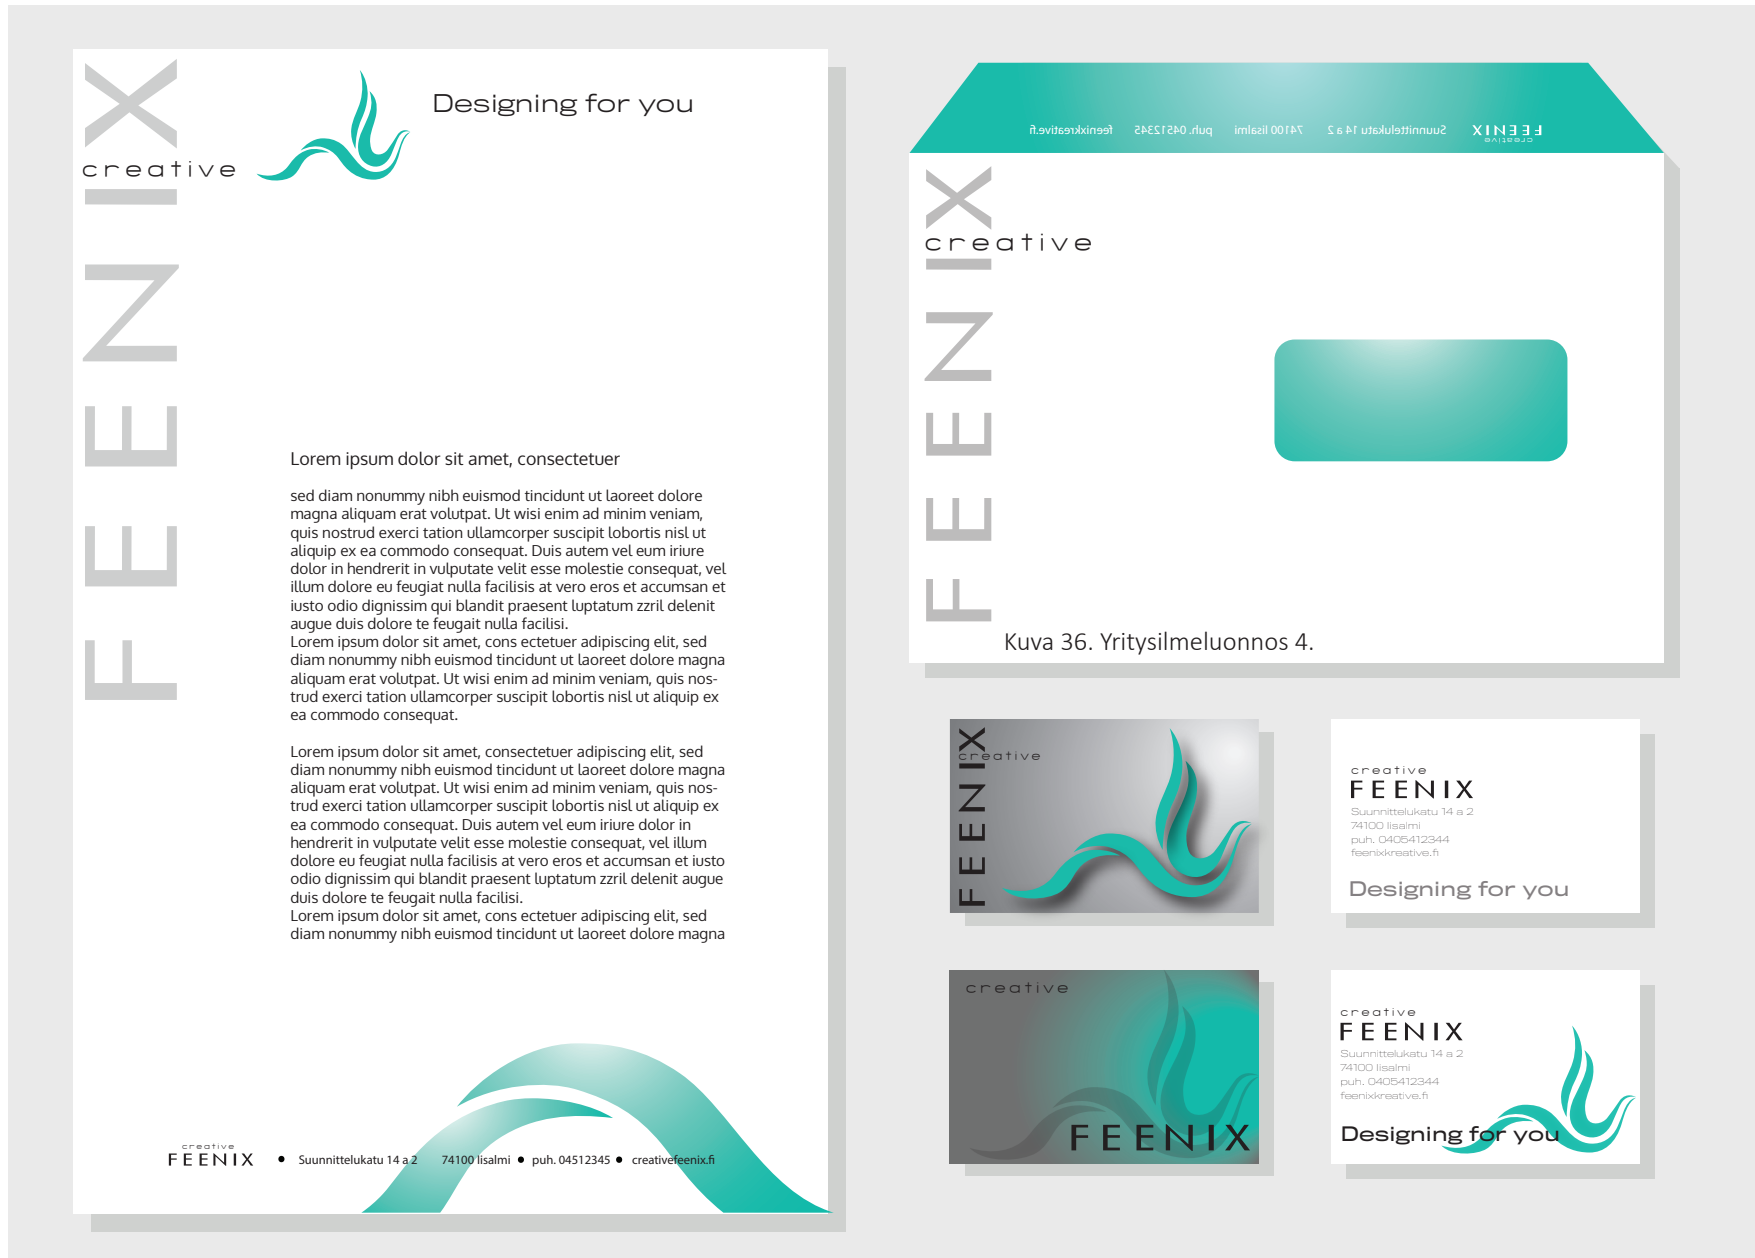 FEENIX
creative
Designing for you
Lorem ipsum dolor sit amet, consectetuer
sed diam nonummy nibh euismod tincidunt ut laoreet dolore
magna aliquam erat volutpat. Ut wisi enim ad minim veniam,
quis nostrud exerci tation ullamcorper suscipit lobortis nisl ut
aliquip ex ea commodo consequat. Duis autem vel eum iriure
dolor in hendrerit in vulputate velit esse molestie consequat, vel
illum dolore eu feugiat nulla facilisis at vero eros et accumsan et
iusto odio dignissim qui blandit praesent luptatum zzril delenit
augue duis dolore te feugait nulla facilisi.
Lorem ipsum dolor sit amet, cons ectetuer adipiscing elit, sed
diam nonummy nibh euismod tincidunt ut laoreet dolore magna
aliquam erat volutpat. Ut wisi enim ad minim veniam, quis nos-
trud exerci tation ullamcorper suscipit lobortis nisl ut aliquip ex
ea commodo consequat.
Lorem ipsum dolor sit amet, consectetuer adipiscing elit, sed
diam nonummy nibh euismod tincidunt ut laoreet dolore magna
aliquam erat volutpat. Ut wisi enim ad minim veniam, quis nos-
trud exerci tation ullamcorper suscipit lobortis nisl ut aliquip ex
ea commodo consequat. Duis autem vel eum iriure dolor in
hendrerit in vulputate velit esse molestie consequat, vel illum
dolore eu feugiat nulla facilisis at vero eros et accumsan et iusto
odio dignissim qui blandit praesent luptatum zzril delenit augue
duis dolore te feugait nulla facilisi.
Lorem ipsum dolor sit amet, cons ectetuer adipiscing elit, sed
diam nonummy nibh euismod tincidunt ut laoreet dolore magna
creative
FEENIX • Suunnittelukatu 14 a 2 74100 Iisalmi • puh. 04512345 • creativefeenix.fi
creative
FEENIX Suunnittelukatu 14 a 2 74100 Iisalmi puh. 04512345 feenixkreative.fi
FEENIX
creative
Kuva 36. Yritysilmeluonnos 4.
FEENIX
creative
creative
FEENIX
Suunnittelukatu 14 a 2
74100 Iisalmi
puh. 0405412344
feenixkreative.fi
Designing for you
creative
FEENIX
creative
FEENIX
Suunnittelukatu 14 a 2
74100 Iisalmi
puh. 0405412344
feenixkreative.fi
Designing for you